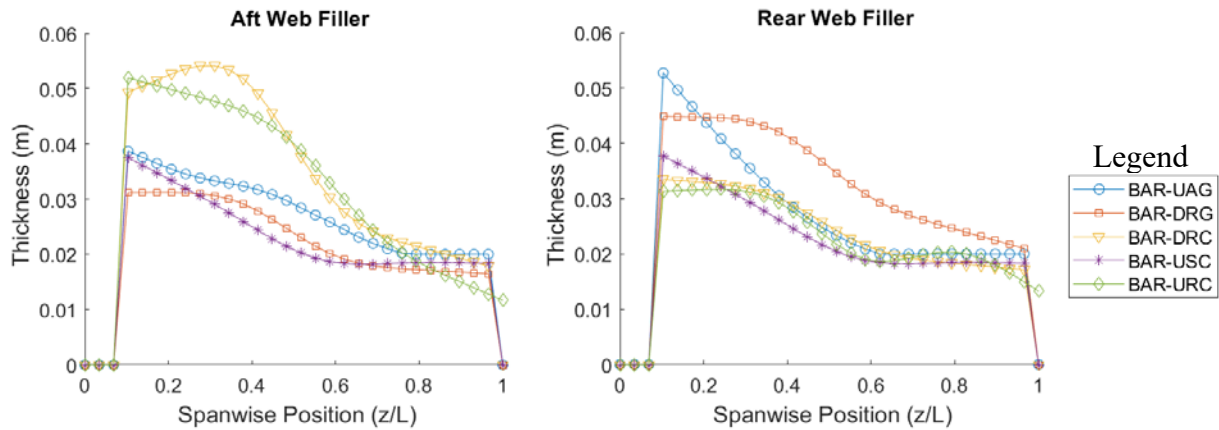 Aft Web Filler
0.06
0.05
0.04
0.03
0.02
0.01
0
Thickness (m)
0 0.2 0.4 0.6 0.8 1
Spanwise Position (z/L)
Rear Web Filler
0.06
0.05
0.04
0.03
0.02
0.01
0
Thickness (m)
0 0.2 0.4 0.6 0.8 1
Spanwise Position (z/L)
Legend
BAR-UAG
BAR-DRG
BAR-DRC
BAR-USC
BAR-URC